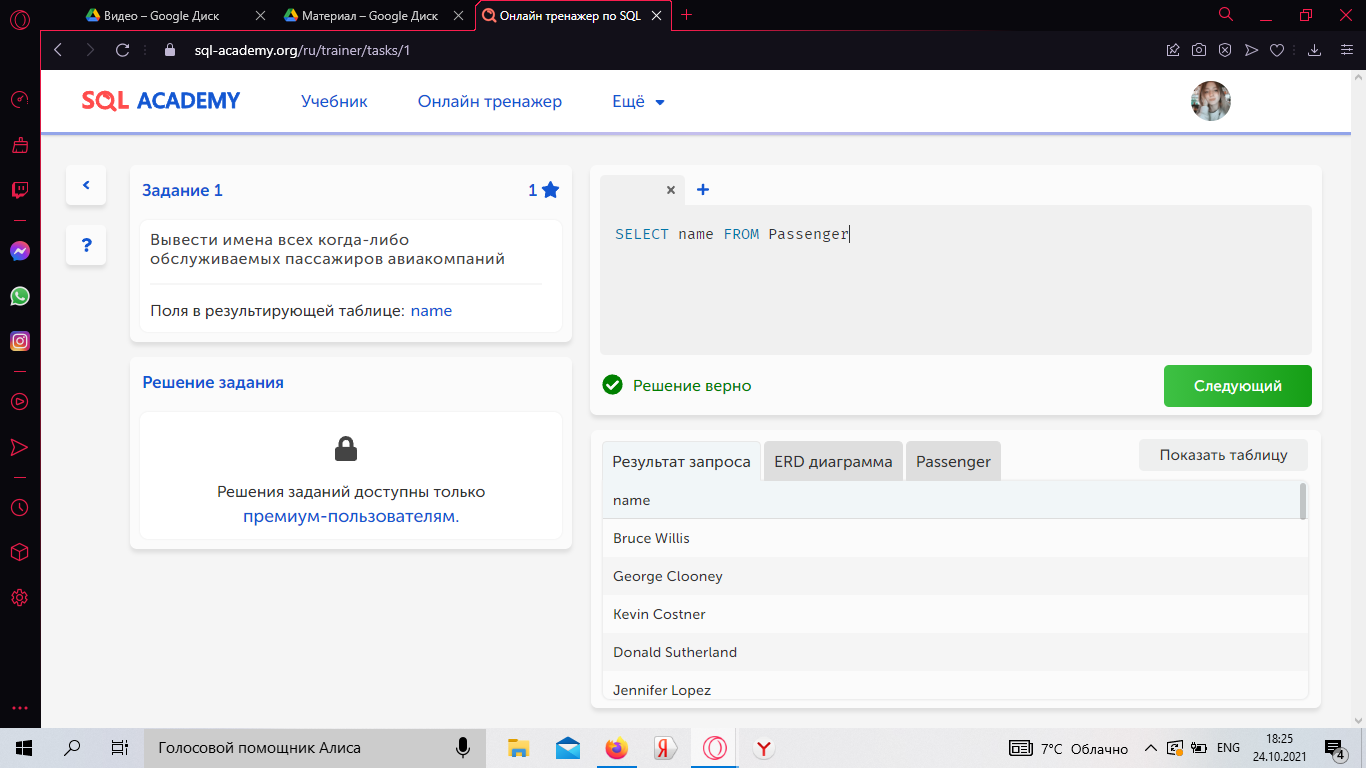 Видео – Google Диск
Материал – Google Диск
Онлайн тренажер по SQL
sql-academy.org/ru/trainer/tasks/1
SQL ACADEMY
Учебник
Онлайн тренажер
Ещё
Задание 1
1
Вывести имена всех когда-либо
обслуживаемых пассажиров авиакомпаний
Поля в результирующей таблице: name
Решение задания
Решения заданий доступны только
премиум-пользователям.
?
SELECT name FROM Passenger
Решение верно
Следующий
Результат запроса
ERD диаграмма
Passenger
Показать таблицу
name
Bruce Willis
George Clooney
Kevin Costner
Donald Sutherland
Jennifer Lopez
Голосовой помощник Алиса
Я
Y
7°C Облачно
ENG
18:25
24.10.2021
4